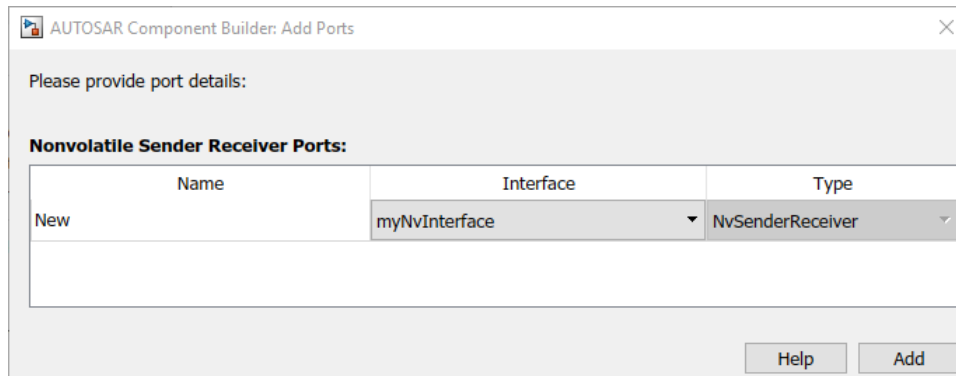 AUTOSAR Component Builder: Add Ports
Please provide port details:
Nonvolatile Sender Receiver Ports:
Name Interface Type
New myNvInterface NvSenderReceiver
Help Add